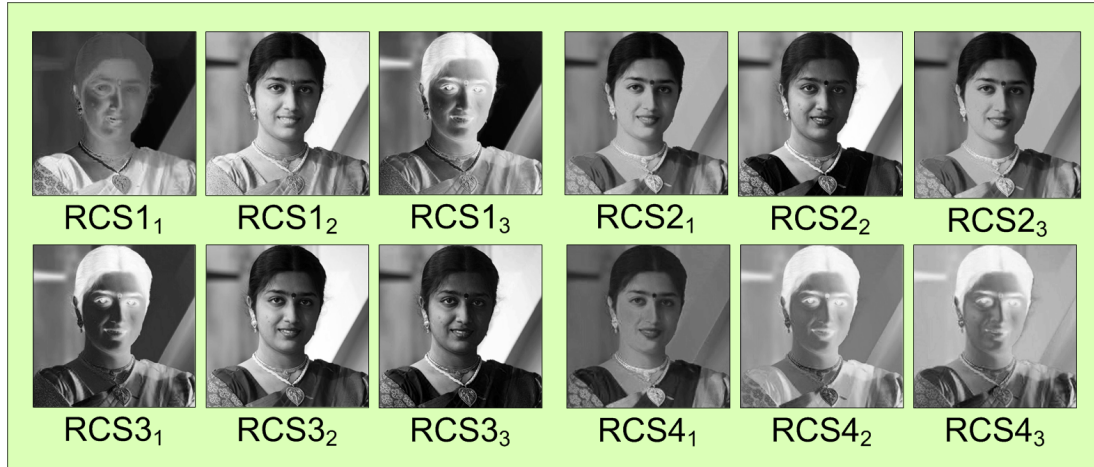 RCS1₁ RCS1₂ RCS1₃ RCS2₁ RCS2₂ RCS2₃
RCS3₁ RCS3₂ RCS3₃ RCS4₁ RCS4₂ RCS4₃